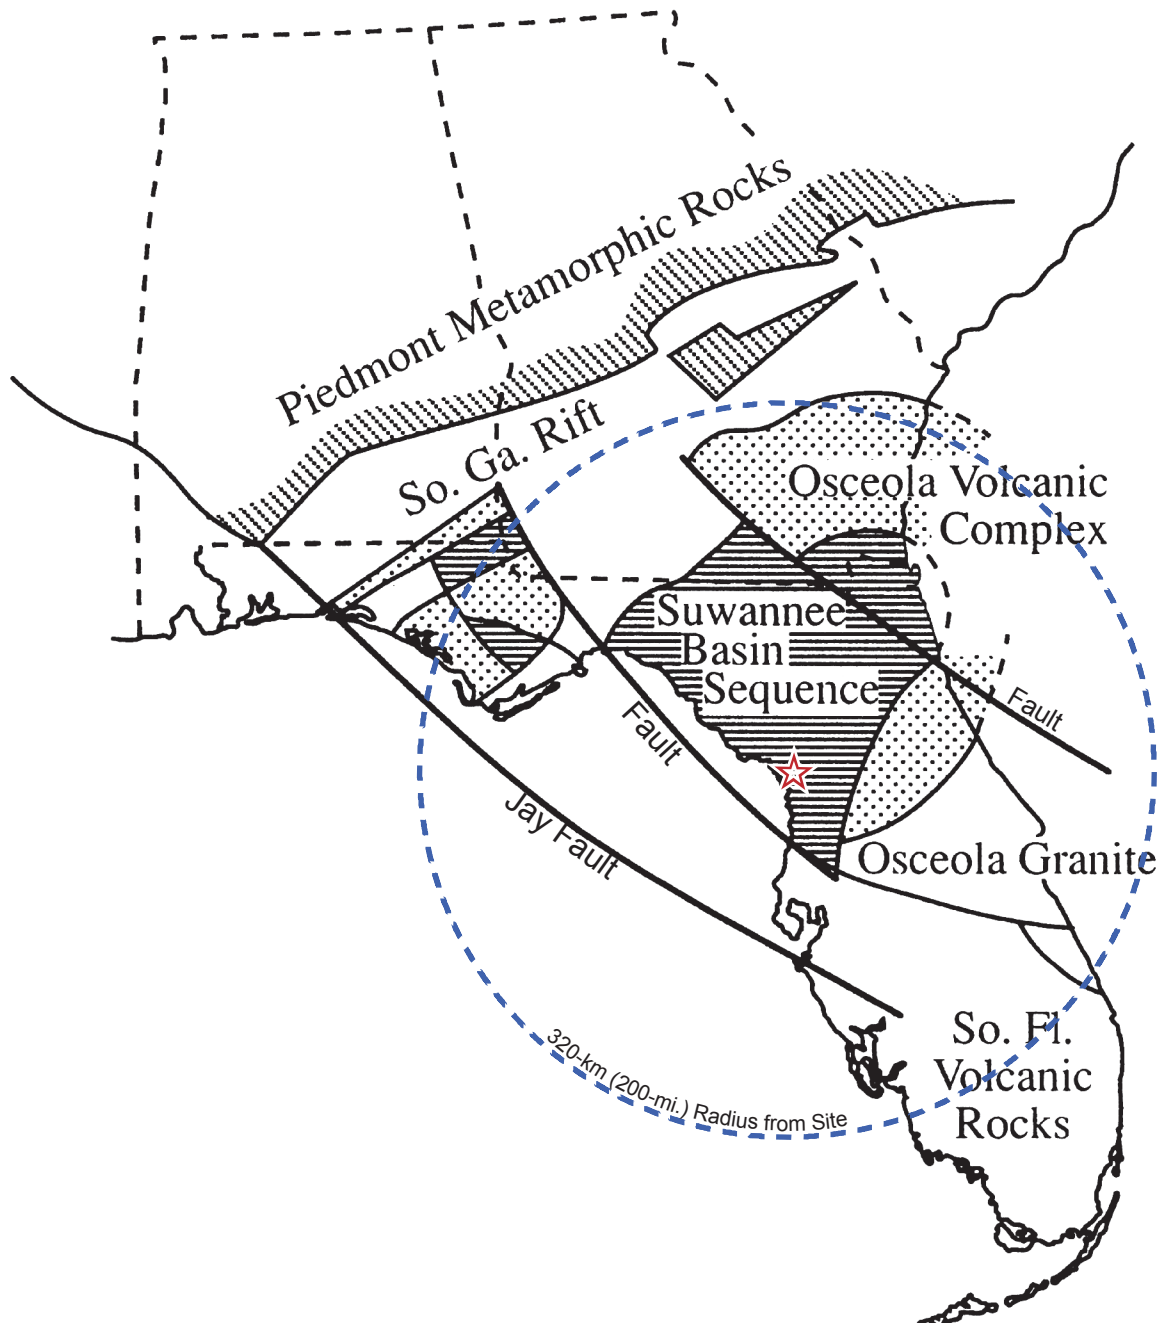 Piedmont Metamorphic Rocks
So. Ga. Rift
Osceola Volcanic
Complex
Suwannee
Basin
Sequence
Fault
Fault
Jay Fault
Osceola Granite
So. Fl.
Volcanic
Rocks
320-km (200-mi.) Radius from Site